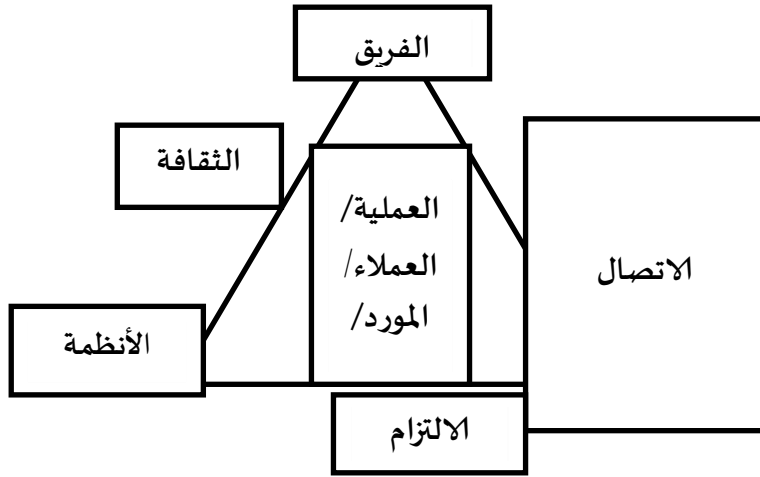 الفريق
الثقافة
العملية/
العملاء/
المورد/
الاتصال
الأنظمة
الالتزام